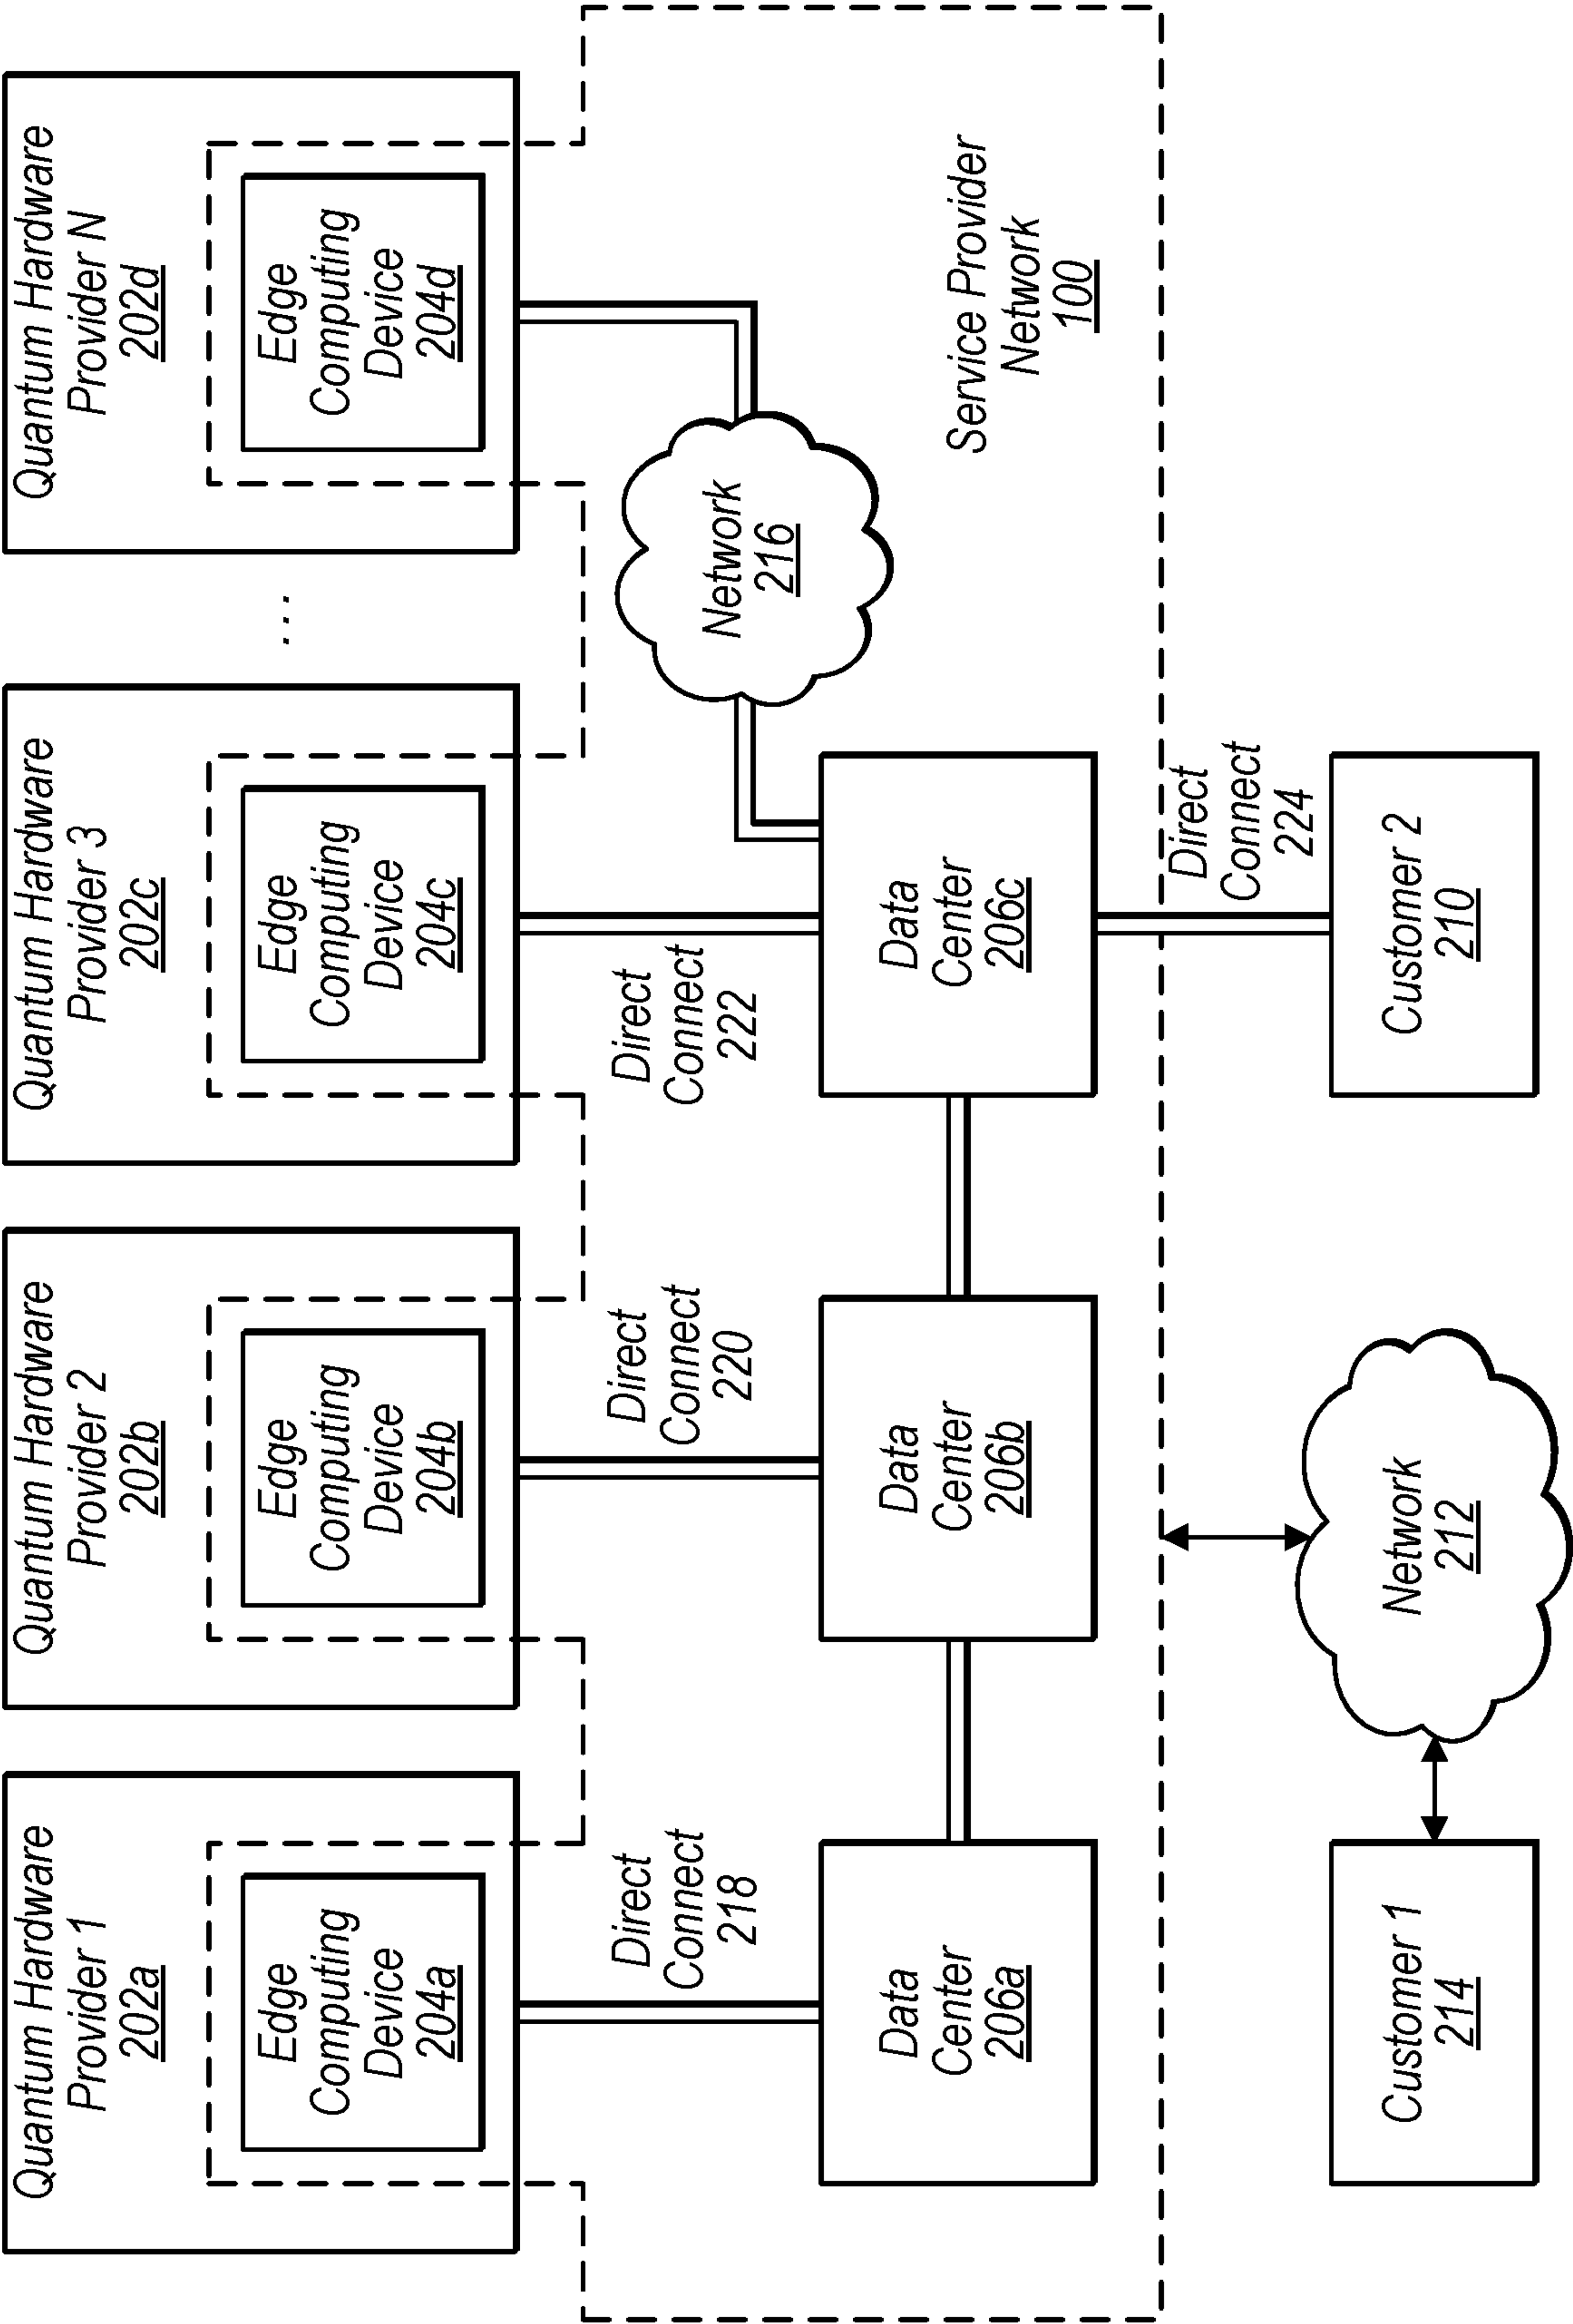 Quantum Hardware
Provider 1
202a
Edge
Computing
Device
204a
Quantum Hardware
Provider 2
202b
Edge
Computing
Device
204b
Quantum Hardware
Provider 3
202c
Edge
Computing
Device
204c
...
Quantum Hardware
Provider N
202d
Edge
Computing
Device
204d
Direct
Connect
218
Direct
Connect
220
Direct
Connect
222
Network
216
Data
Center
206a
Data
Center
206b
Data
Center
206c
Service Provider
Network
100
Direct
Connect
224
Customer 1
214
Network
212
Customer 2
210